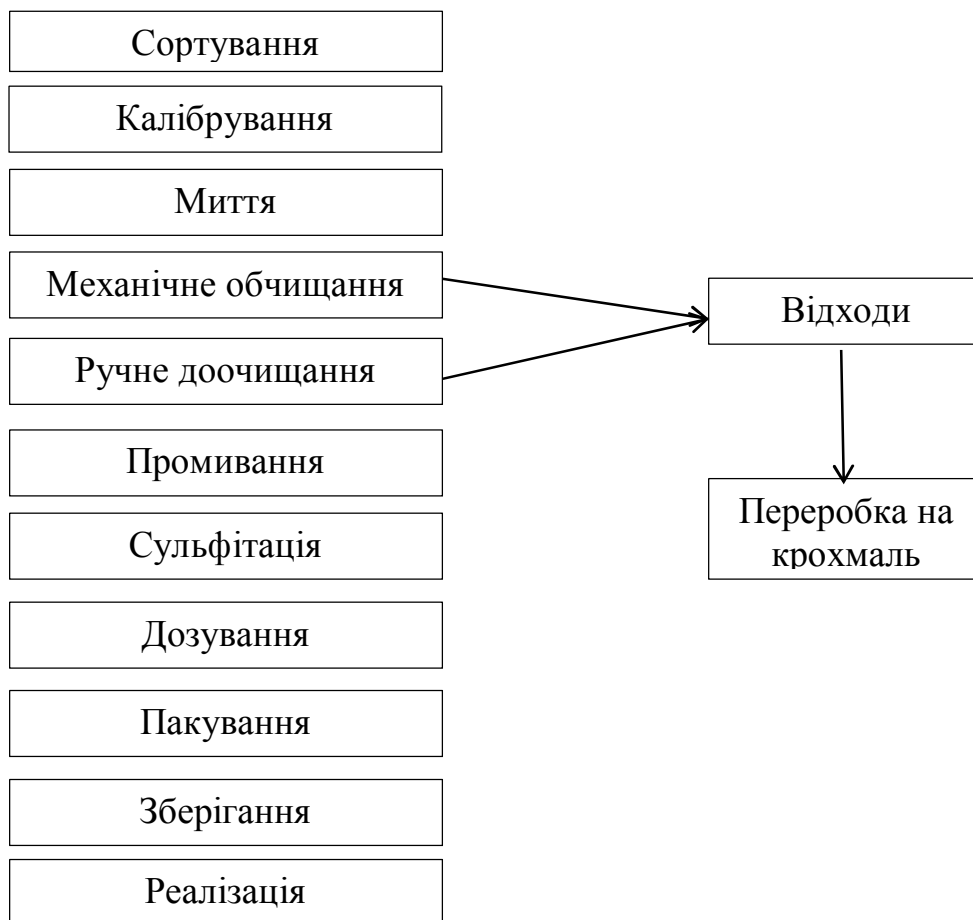 Сортування
Калібрування
Миття
Механічне обчищання
Відходи
Ручне доочищання
Промивання
Переробка на
крохмаль
Сульфітація
Дозування
Пакування
Зберігання
Реалізація